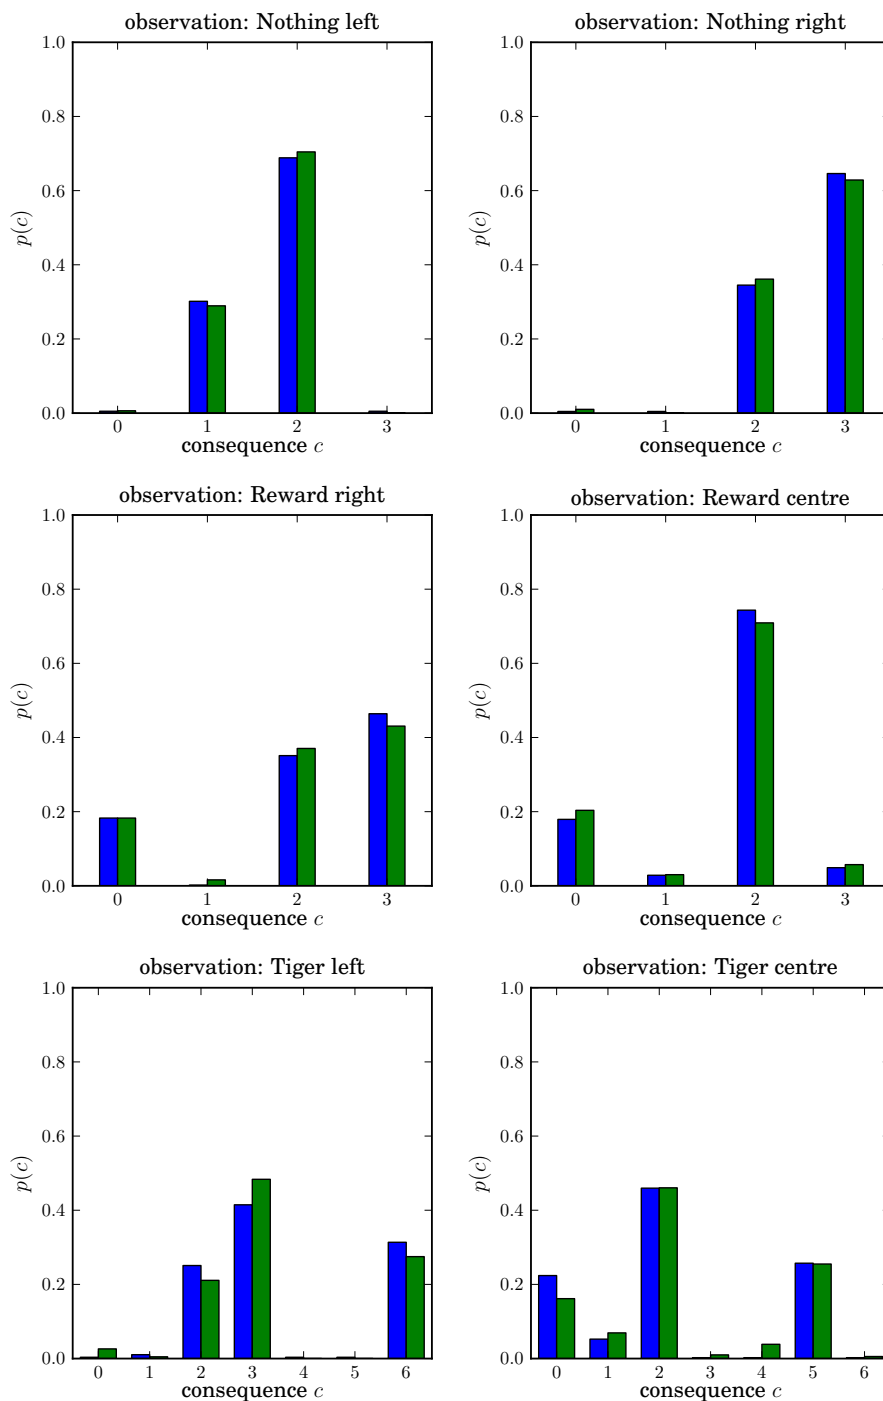 observation: Nothing left
1.0
0.8
0.6
0.4
0.2
0.0
p(c)
0 1 2 3
consequence c
observation: Nothing right
1.0
0.8
0.6
0.4
0.2
0.0
p(c)
0 1 2 3
consequence c
observation: Reward right
1.0
0.8
0.6
0.4
0.2
0.0
p(c)
0 1 2 3
consequence c
observation: Reward centre
1.0
0.8
0.6
0.4
0.2
0.0
p(c)
0 1 2 3
consequence c
observation: Tiger left
1.0
0.8
0.6
0.4
0.2
0.0
p(c)
0 1 2 3 4 5 6
consequence c
observation: Tiger centre
1.0
0.8
0.6
0.4
0.2
0.0
p(c)
0 1 2 3 4 5 6
consequence c